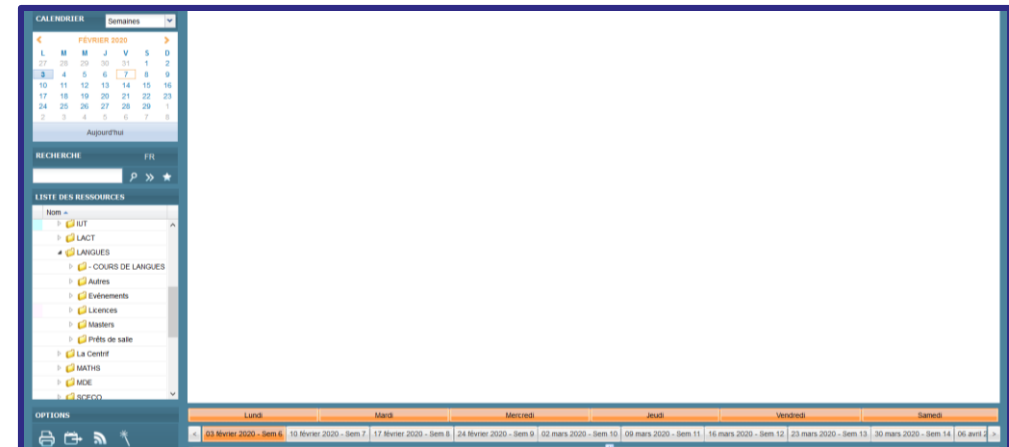 CALENDRIER Semaines
FÉVRIER 2020
L M M J V S D
27 28 29 30 31 1 2
3 4 5 6 7 8 9
10 11 12 13 14 15 16
17 18 19 20 21 22 23
24 25 26 27 28 29 1
2 3 4 5 6 7 8
Aujourd'hui
RECHERCHE FR
LISTE DES RESSOURCES
Nom
IUT
LACT
LANGUES
- COURS DE LANGUES
Autres
Evénements
Licences
Masters
Prêts de salle
La Centrif
MATHS
MDE
SCECO
OPTIONS
Lundi Mardi Mercredi Jeudi Vendredi Samedi
< 03 février 2020 - Sem 6 10 février 2020 - Sem 7 17 février 2020 - Sem 8 24 février 2020 - Sem 9 02 mars 2020 - Sem 10 09 mars 2020 - Sem 11 16 mars 2020 - Sem 12 23 mars 2020 - Sem 13 30 mars 2020 - Sem 14 06 avril 2 >